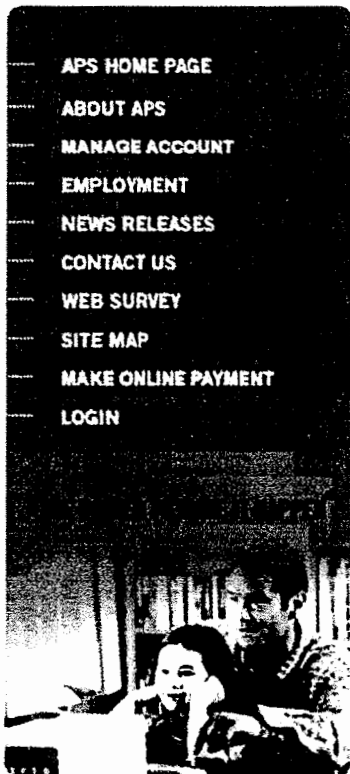 APS HOME PAGE
ABOUT APS
MANAGE ACCOUNT
EMPLOYMENT
NEWS RELEASES
CONTACT US
WEB SURVEY
SITE MAP
MAKE ONLINE PAYMENT
LOGIN